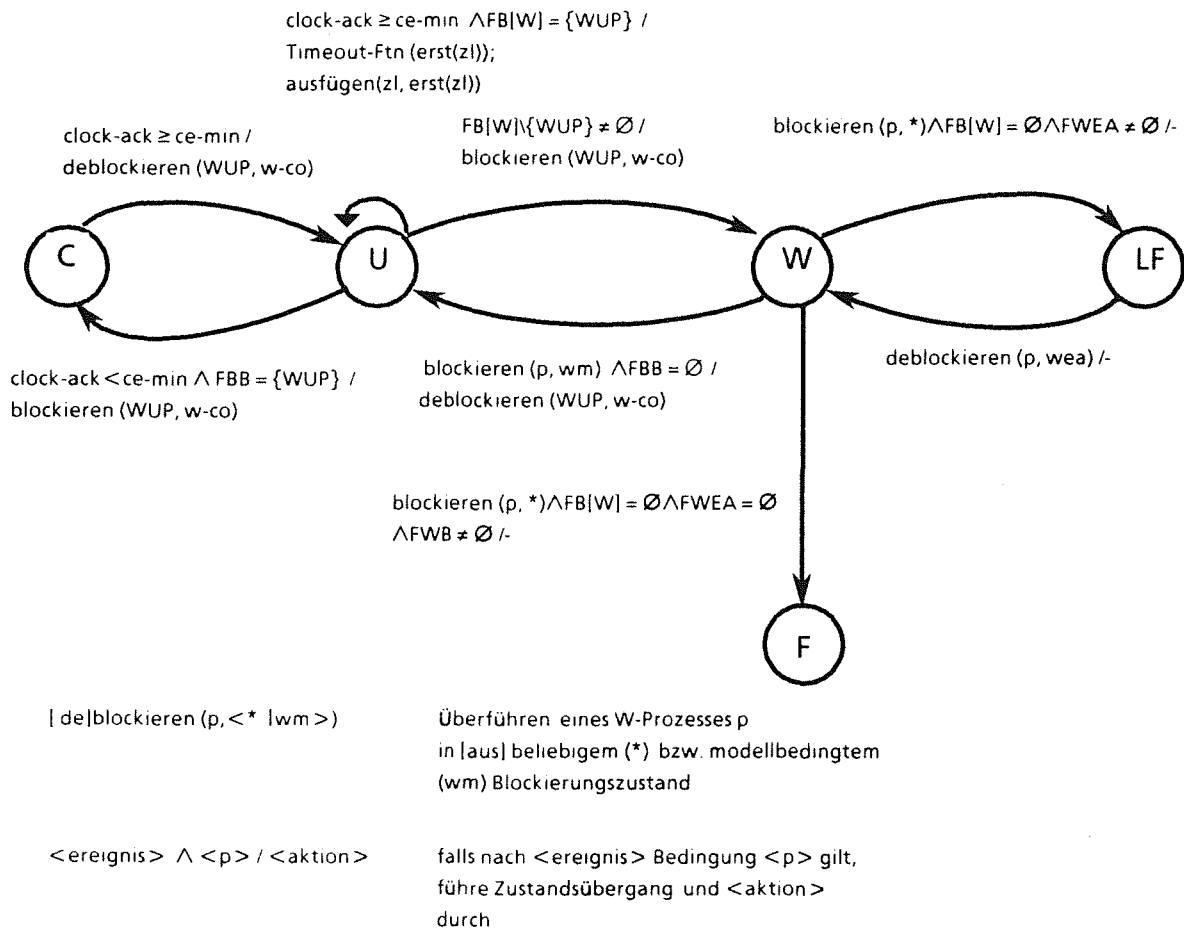 clock-ack ≥ ce-min ∧FB[W] = {WUP} /
Timeout-Ftn (erst(zl));
ausfügen(zl, erst(zl))
clock-ack ≥ ce-min /
deblockieren (WUP, w-co)
FB[W]\{WUP} ≠ Ø /
blockieren (WUP, w-co)
blockieren (p, *)∧FB[W] = Ø∧FWEA ≠ Ø /-
C
U
W
LF
clock-ack < ce-min ∧ FBB = {WUP} /
blockieren (WUP, w-co)
blockieren (p, wm) ∧FBB = Ø /
deblockieren (WUP, w-co)
deblockieren (p, wea) /-
blockieren (p, *)∧FB[W] = Ø∧FWEA = Ø
∧FWB ≠ Ø /-
F
[de]blockieren (p, <* |wm>)
Überführen eines W-Prozesses p
in [aus] beliebigem (*) bzw. modellbedingtem
(wm) Blockierungszustand
<ereignis> ∧ <p> / <aktion>
falls nach <ereignis> Bedingung <p> gilt,
führe Zustandsübergang und <aktion>
durch